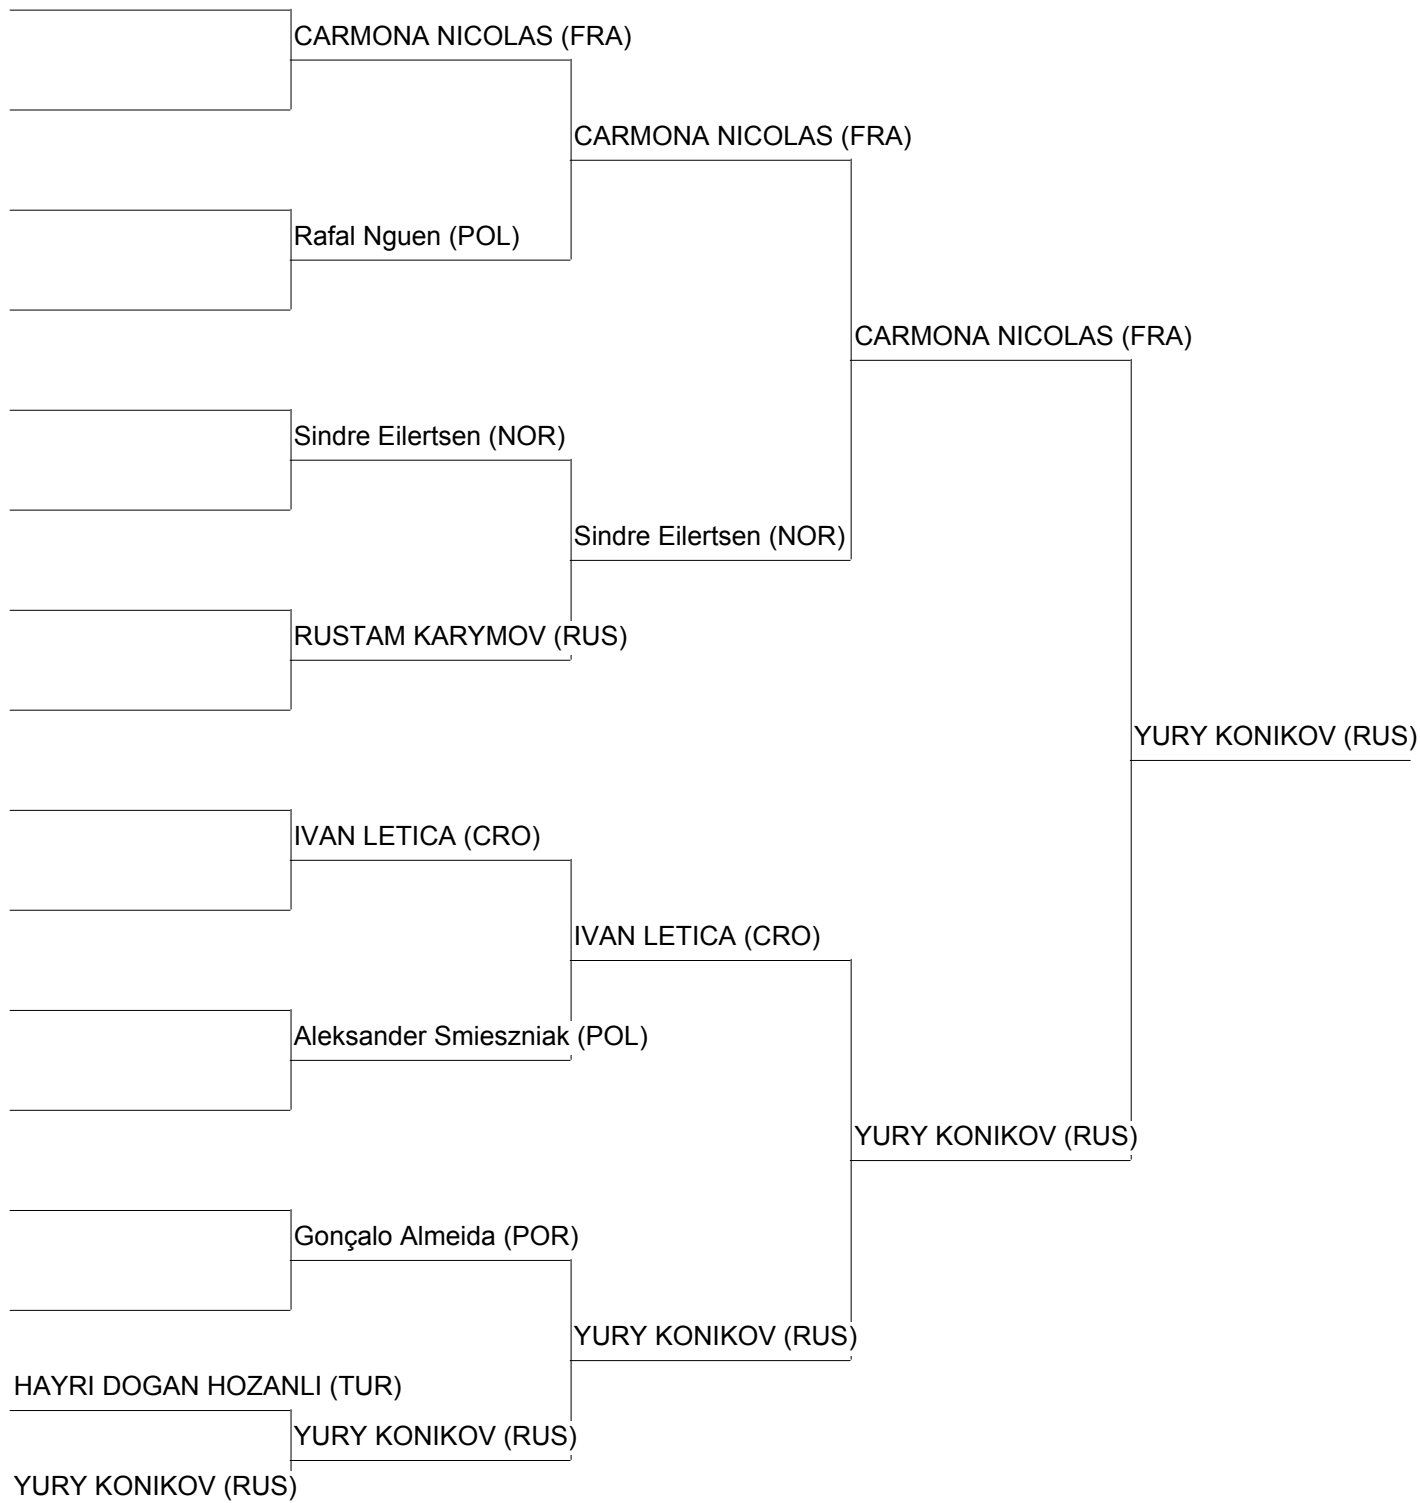 CARMONA NICOLAS (FRA)
CARMONA NICOLAS (FRA)
Rafal Nguen (POL)
CARMONA NICOLAS (FRA)
Sindre Eilertsen (NOR)
Sindre Eilertsen (NOR)
RUSTAM KARYMOV (RUS)
YURY KONIKOV (RUS)
IVAN LETICA (CRO)
IVAN LETICA (CRO)
Aleksander Smieszniak (POL)
YURY KONIKOV (RUS)
Gonçalo Almeida (POR)
YURY KONIKOV (RUS)
HAYRI DOGAN HOZANLI (TUR)
YURY KONIKOV (RUS)
YURY KONIKOV (RUS)